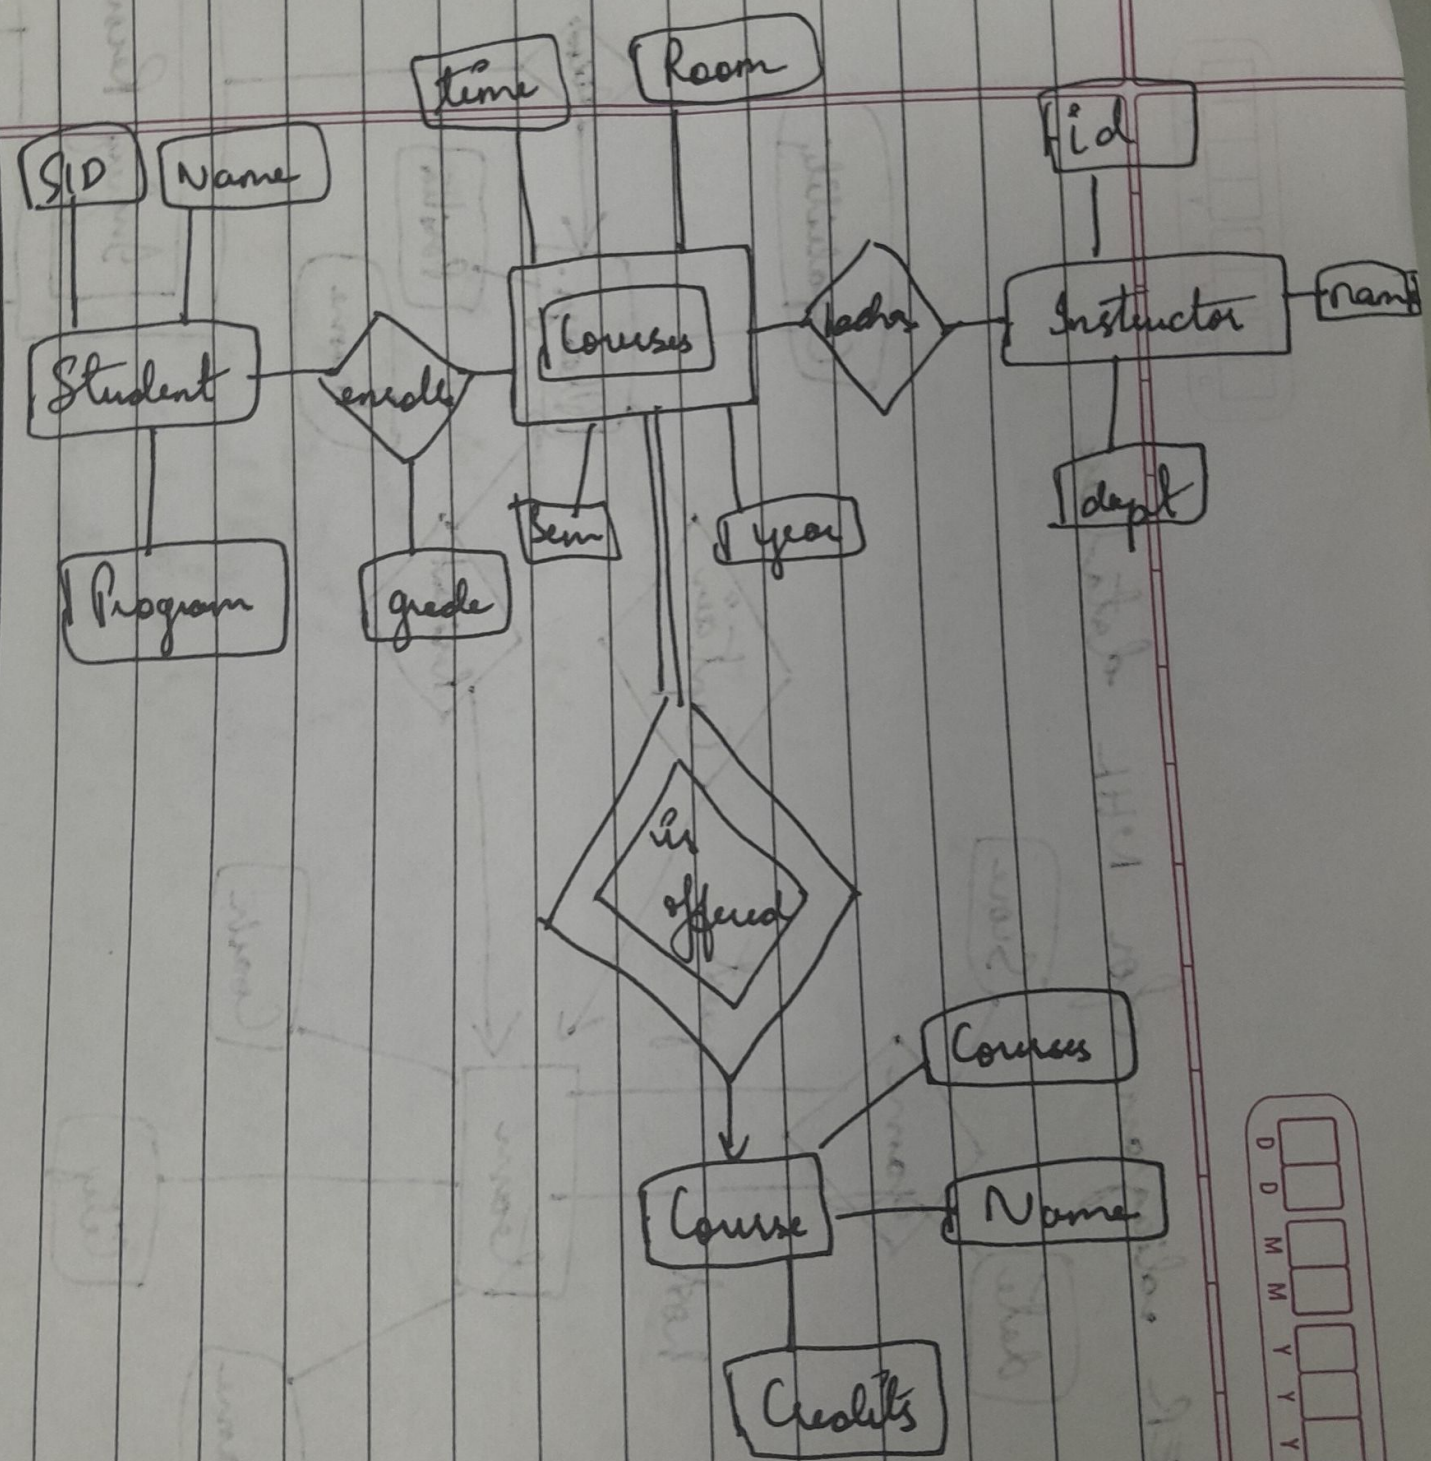 time
Room
id
SID
Name
Student
enrolls
Courses
Instructor
name
Program
grade
Sem
year
dept
is
offered
Courses
Course
Name
Credits
D
D
M
M
Y
Y
Y